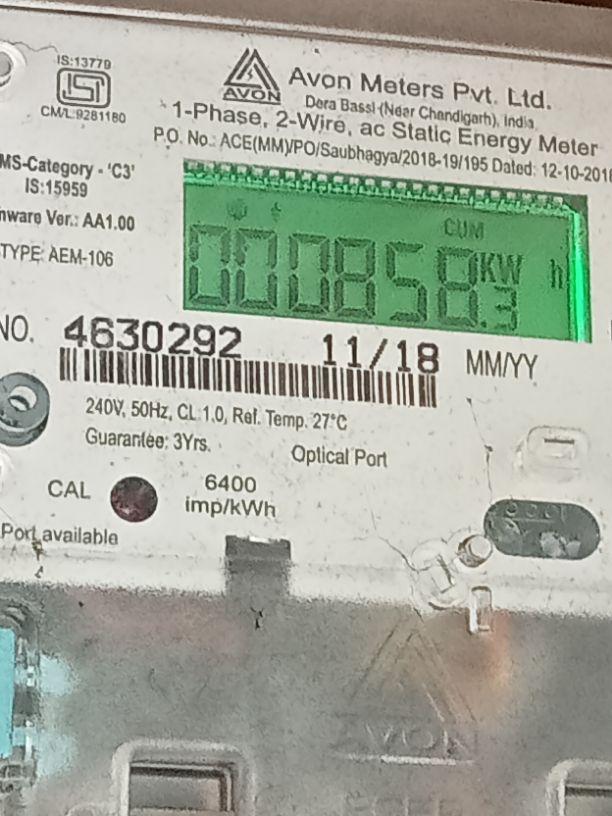 IS:13779
CM/L:9281180
AVON
Avon Meters Pvt. Ltd.
Dera Bassi (Near Chandigarh), India
1-Phase, 2-Wire, ac Static Energy Meter
P.O. No.: ACE(MM)/PO/Saubhagya/2018-19/195 Dated: 12-10-2018
MS-Category - 'C3'
IS:15959
mware Ver.: AA1.00
TYPE: AEM-106
CUM
000858.3 KW h
NO. 4630292 11/18 MM/YY
240V, 50Hz, CL 1.0, Ref. Temp. 27°C
Guarantee: 3Yrs.
Optical Port
CAL
6400
imp/kWh
Port available
AVON